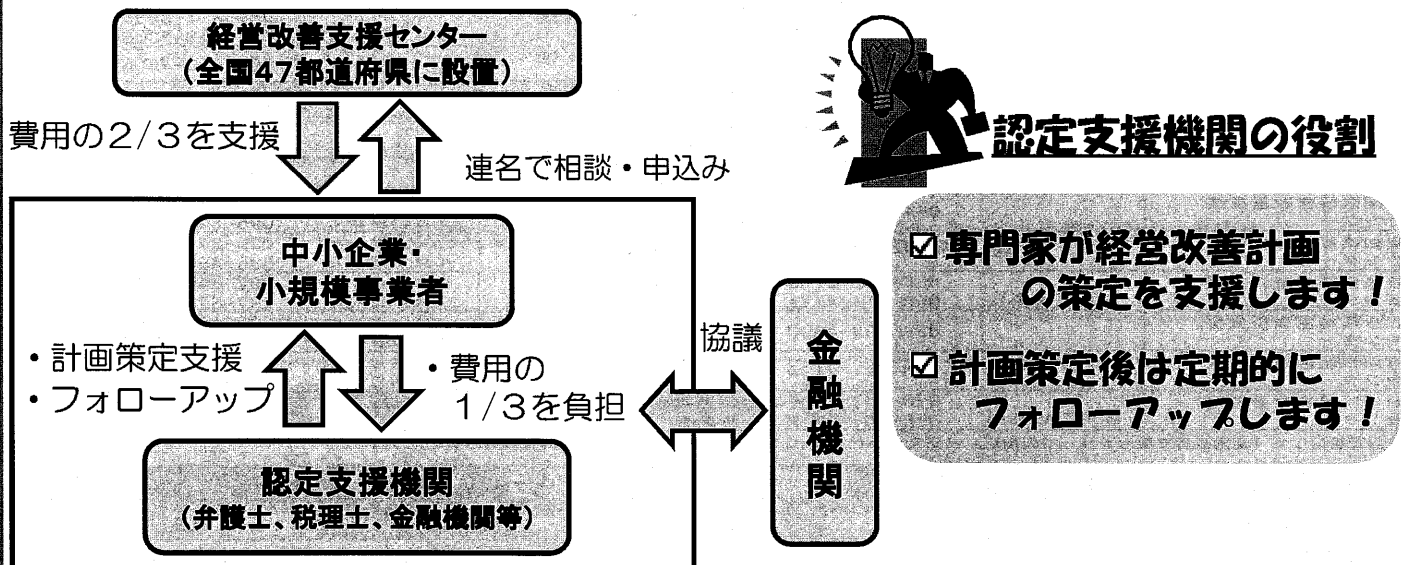 経営改善支援センター
（全国47都道府県に設置）
費用の2/3を支援
連名で相談・申込み
中小企業・
小規模事業者
・計画策定支援
・フォローアップ
・費用の
1/3を負担
認定支援機関
（弁護士、税理士、金融機関等）
協議
金融機関
認定支援機関の役割
☑専門家が経営改善計画
の策定を支援します！
☑計画策定後は定期的に
フォローアップします！